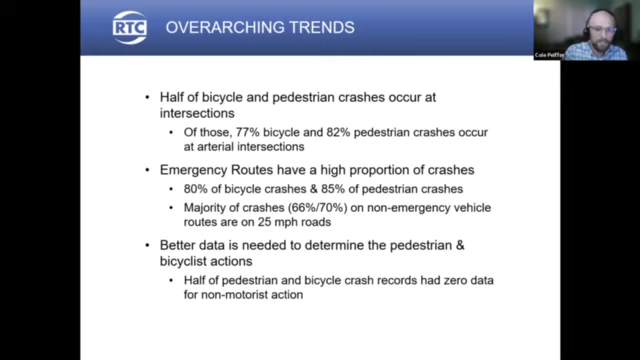 RTC
OVERARCHING TRENDS
Cole Peiffer
• Half of bicycle and pedestrian crashes occur at
intersections
• Of those, 77% bicycle and 82% pedestrian crashes occur
at arterial intersections
• Emergency Routes have a high proportion of crashes
• 80% of bicycle crashes & 85% of pedestrian crashes
• Majority of crashes (66%/70%) on non-emergency vehicle
routes are on 25 mph roads
• Better data is needed to determine the pedestrian &
bicyclist actions
• Half of pedestrian and bicycle crash records had zero data
for non-motorist action